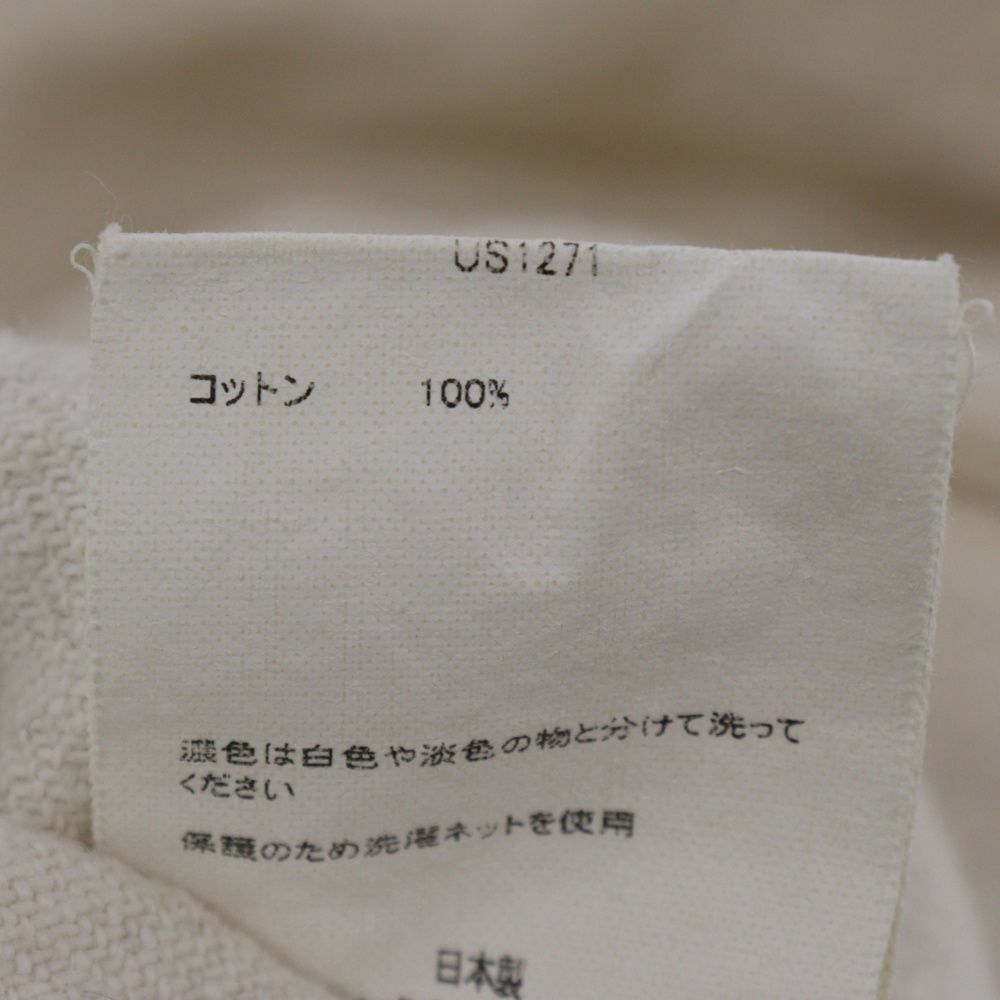 US1271
コットン 100%
濃色は白色や淡色の物と分けて洗って
ください
保護のため洗濯ネットを使用
日本製